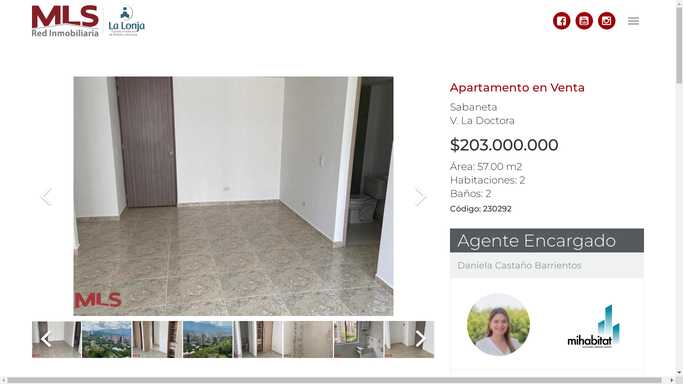 MLS
Red Inmobiliaria
La Lonja
Apartamento en Venta
Sabaneta
V. La Doctora
$203.000.000
Área: 57.00 m2
Habitaciones: 2
Baños: 2
Código: 230292
Agente Encargado
Daniela Castaño Barrientos
MLS
mihabitat